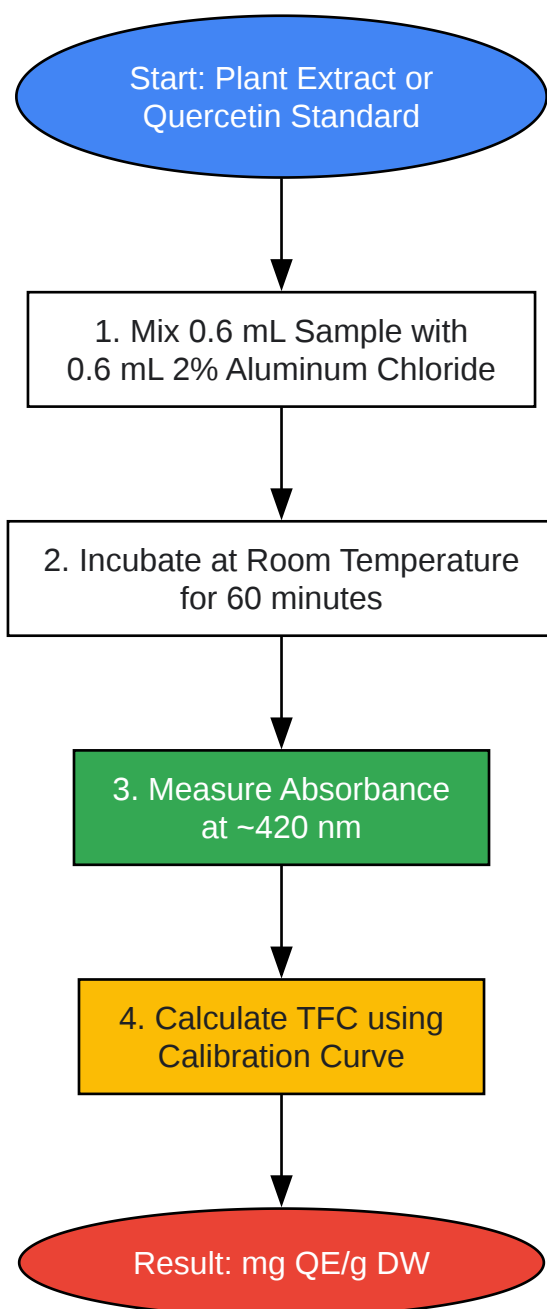 Start: Plant Extract or
Quercetin Standard
1. Mix 0.6 mL Sample with
0.6 mL 2% Aluminum Chloride
2. Incubate at Room Temperature
for 60 minutes
3. Measure Absorbance
at ~420 nm
4. Calculate TFC using
Calibration Curve
Result: mg QE/g DW